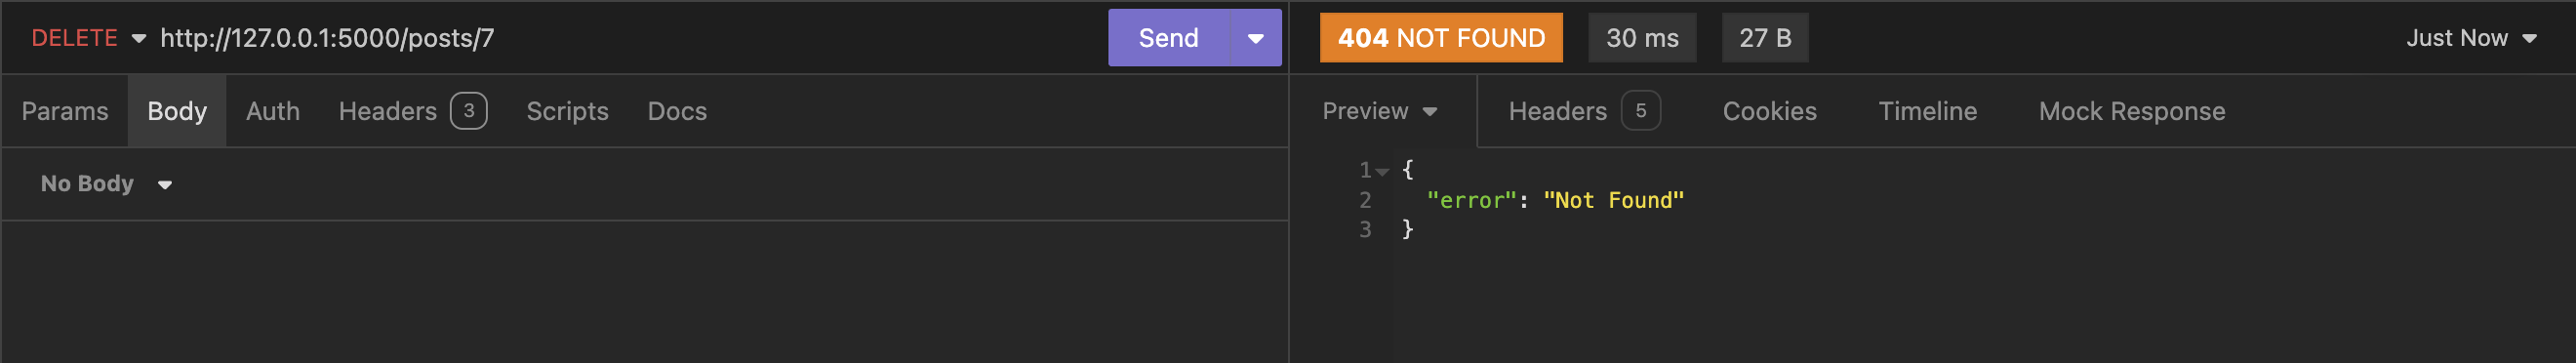 DELETE http://127.0.0.1:5000/posts/7 Send
Params Body Auth Headers 3 Scripts Docs
No Body
404 NOT FOUND 30 ms 27 B Just Now
Preview Headers 5 Cookies Timeline Mock Response
1 {
2 "error": "Not Found"
3 }